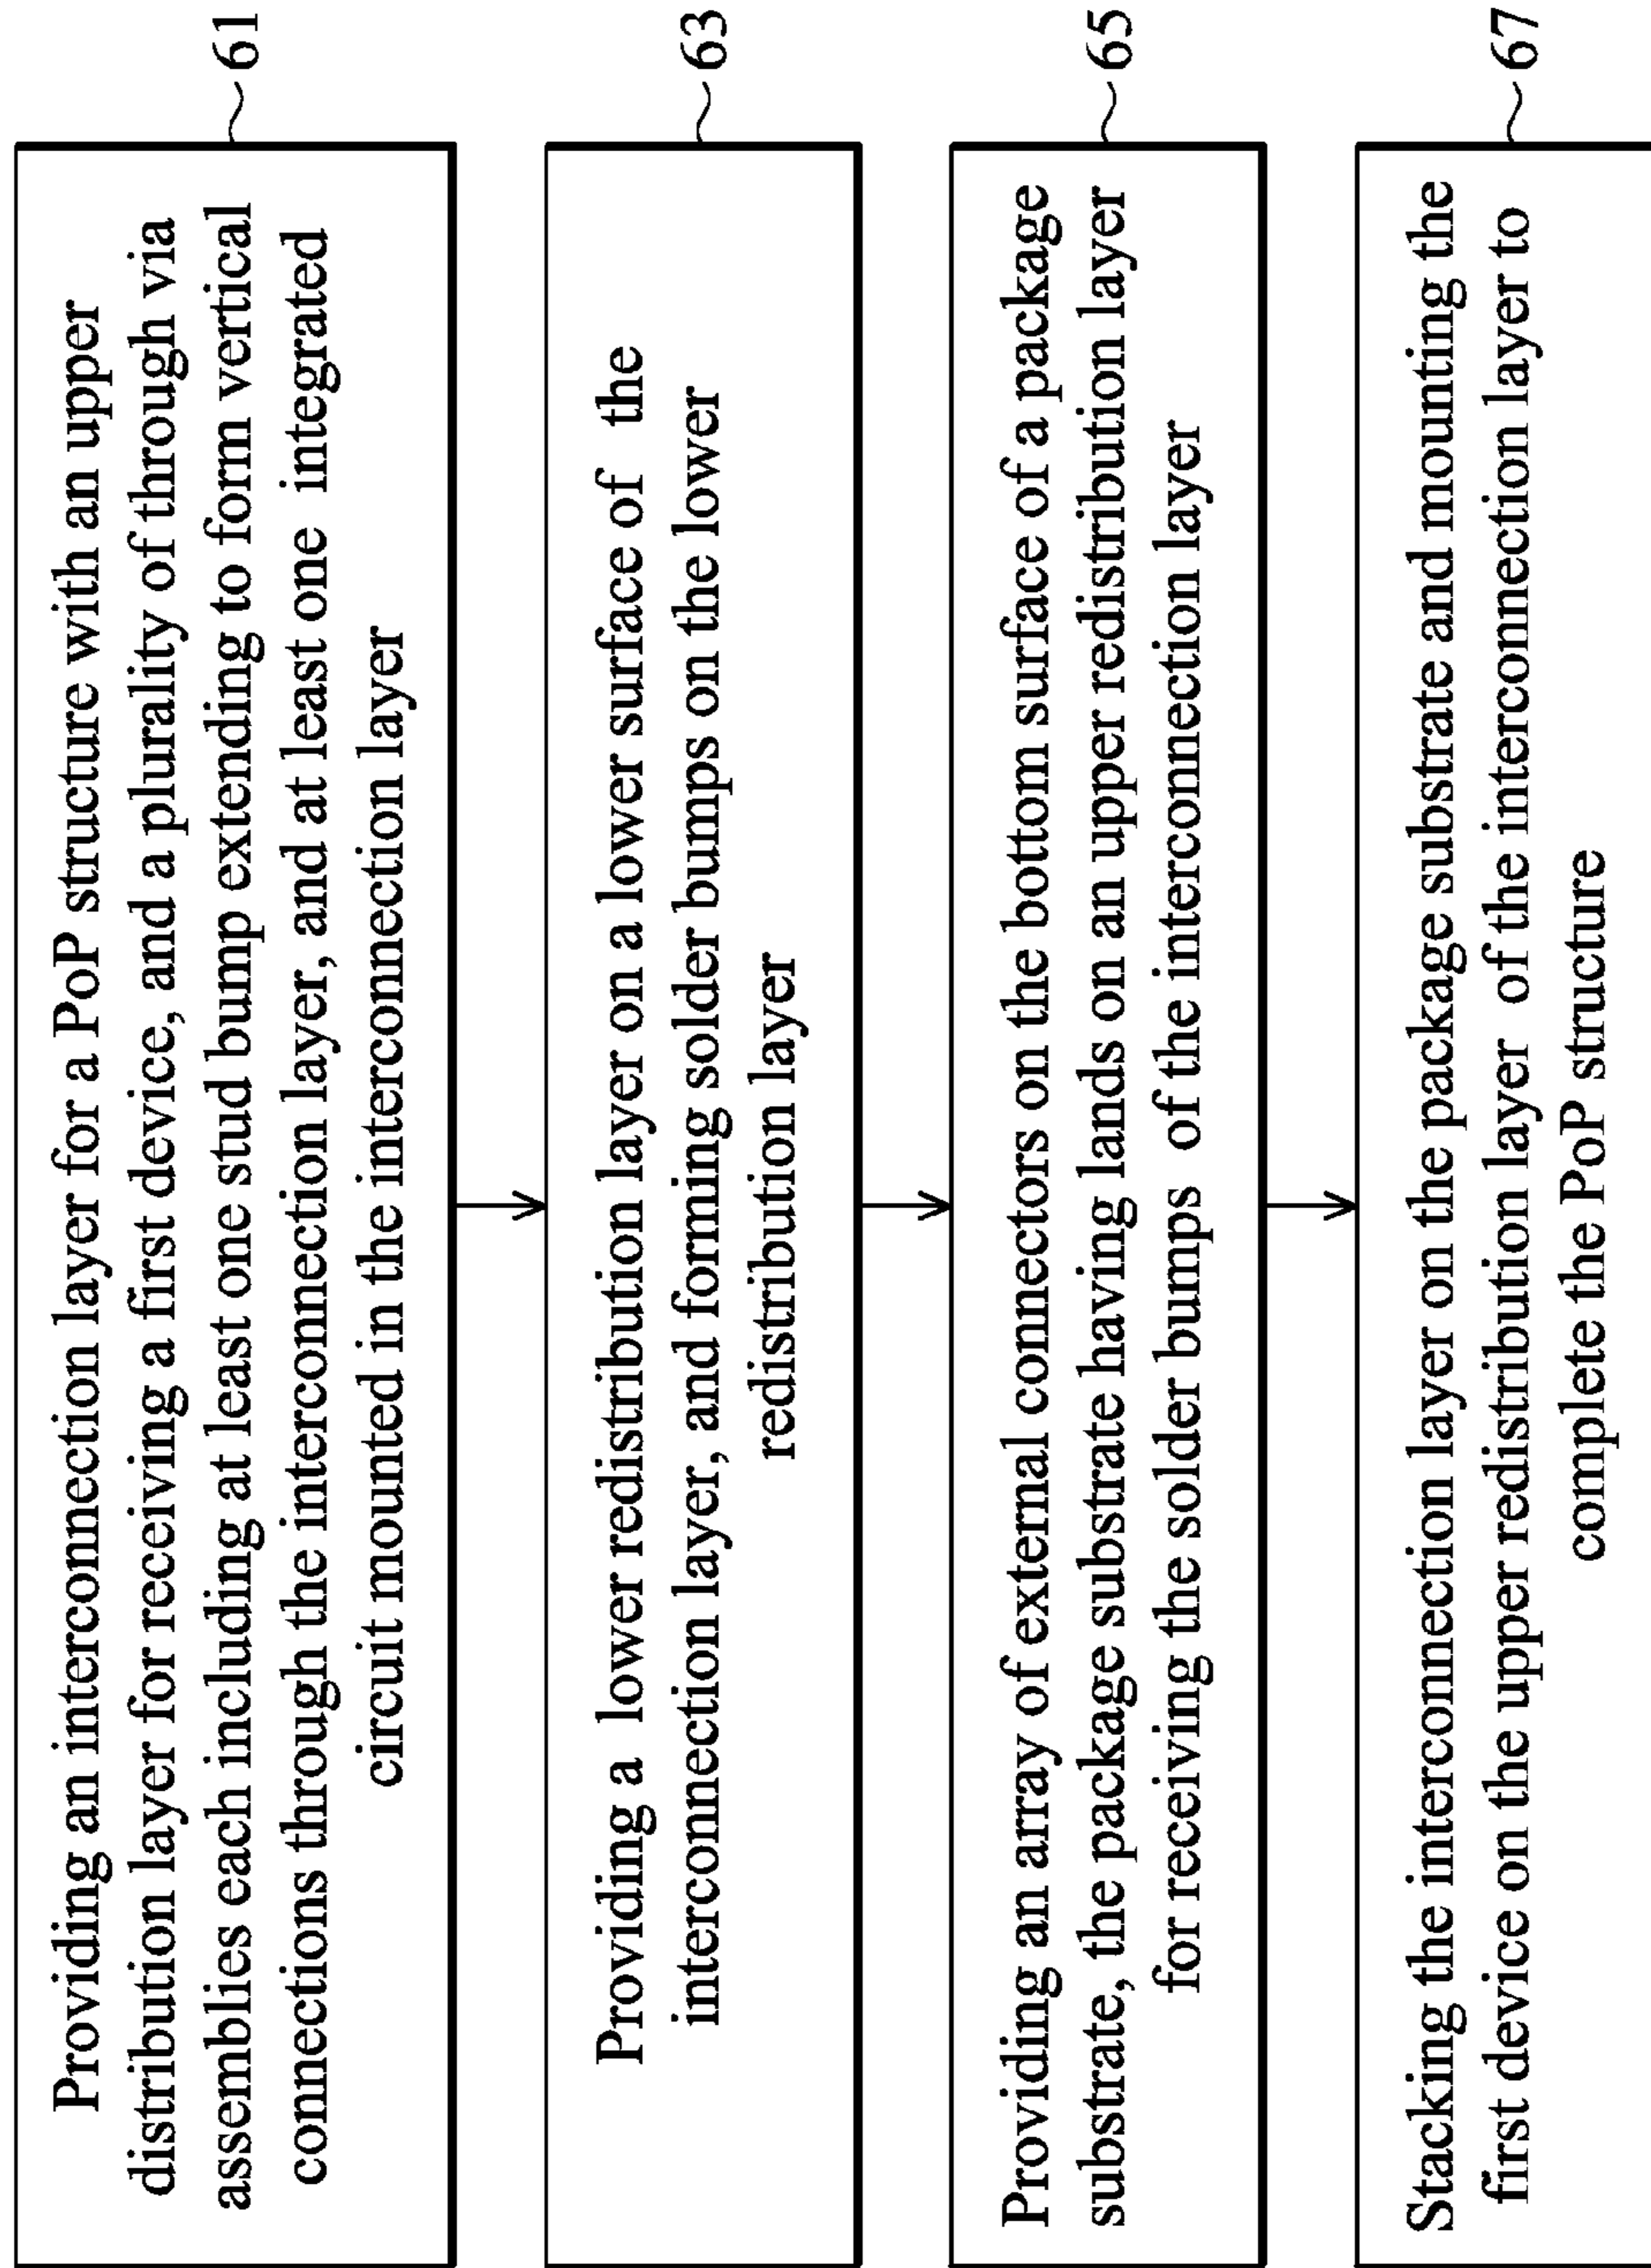 Providing an interconnection layer for a PoP structure with an upper
distribution layer for receiving a first device, and a plurality of through via
assemblies each including at least one stud bump extending to form vertical
connections through the interconnection layer, and at least one integrated
circuit mounted in the interconnection layer
61
Providing a lower redistribution layer on a lower surface of the
interconnection layer, and forming solder bumps on the lower
redistribution layer
63
Providing an array of external connectors on the bottom surface of a package
substrate, the package substrate having lands on an upper redistribution layer
for receiving the solder bumps of the interconnection layer
65
Stacking the interconnection layer on the package substrate and mounting the
first device on the upper redistribution layer of the interconnection layer to
complete the PoP structure
67